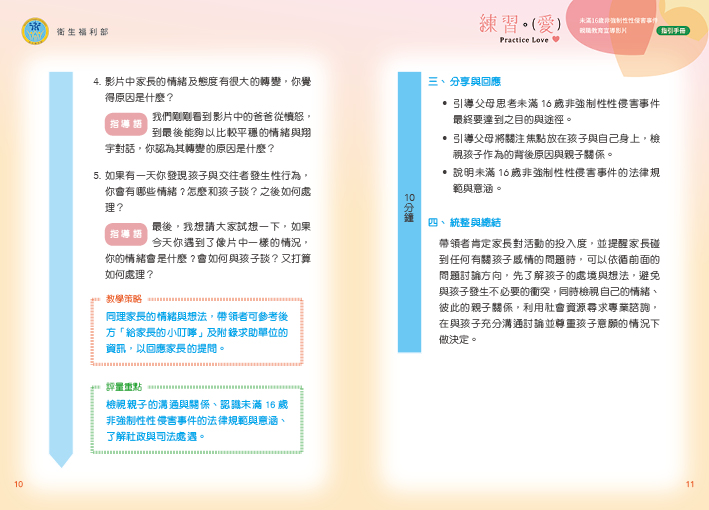 衛生福利部
練習。(愛)
Practice Love
未滿16歲非強制性性侵害事件
親職教育宣導影片
指引手冊
4. 影片中家長的情緒及態度有很大的轉變，你覺
得原因是什麼？
指導語
我們剛剛看到影片中的爸爸從憤怒，
到最後能夠以比較平穩的情緒與翔
宇對話，你認為其轉變的原因是什麼？
5. 如果有一天你發現孩子與交往者發生性行為，
你會有哪些情緒？怎麼和孩子談？之後如何處
理？
指導語
最後，我想請大家試想一下，如果
今天你遇到了像片中一樣的情況，
你的情緒會是什麼？會如何與孩子談？又打算
如何處理？
教學策略
同理家長的情緒與想法，帶領者可參考後
方「給家長的小叮嚀」及附錄求助單位的
資訊，以回應家長的提問。
評量重點
檢視親子的溝通與關係、認識未滿 16 歲
非強制性性侵害事件的法律規範與意涵、
了解社政與司法處遇。
10
10
分
鐘
三、分享與回應
• 引導父母思考未滿 16 歲非強制性性侵害事件
最終要達到之目的與途徑。
• 引導父母將關注焦點放在孩子與自己身上，檢
視孩子作為的背後原因與親子關係。
• 說明未滿 16 歲非強制性性侵害事件的法律規
範與意涵。
四、統整與總結
帶領者肯定家長對活動的投入度，並提醒家長碰
到任何有關孩子感情的問題時，可以依循前面的
問題討論方向，先了解孩子的處境與想法，避免
與孩子發生不必要的衝突，同時檢視自己的情緒、
彼此的親子關係，利用社會資源尋求專業諮詢，
在與孩子充分溝通討論並尊重孩子意願的情況下
做決定。
11